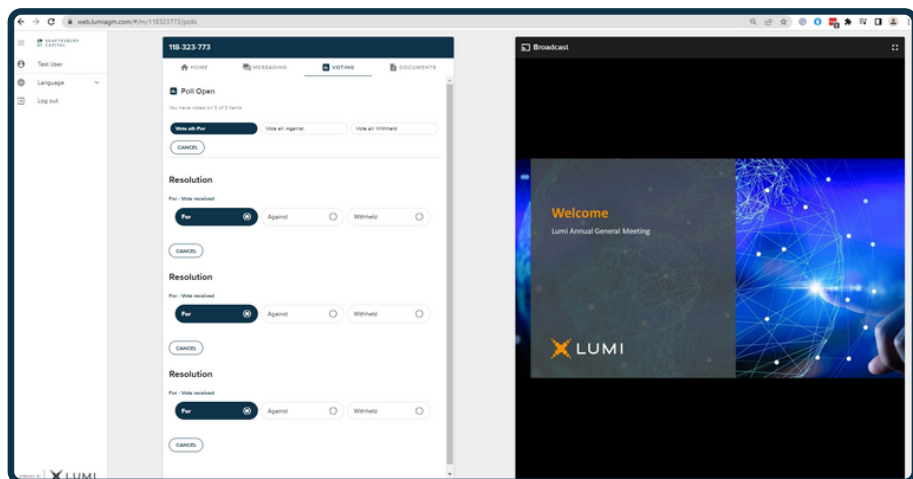 web.lumiagm.com/#/m/118323773/polls
SHAFTESBURY
CAPITAL
Test User
Language
Log out
118-323-773
HOME
MESSAGING
VOTING
DOCUMENTS
Poll Open
You have voted on 3 of 3 items
Vote all: For
Vote all: Against
Vote all: Withheld
CANCEL
Resolution
For - Vote received
For
Against
Withheld
CANCEL
Resolution
For - Vote received
For
Against
Withheld
CANCEL
Resolution
For - Vote received
For
Against
Withheld
CANCEL
POWERED BY
LUMI
Broadcast
Welcome
Lumi Annual General Meeting
LUMI